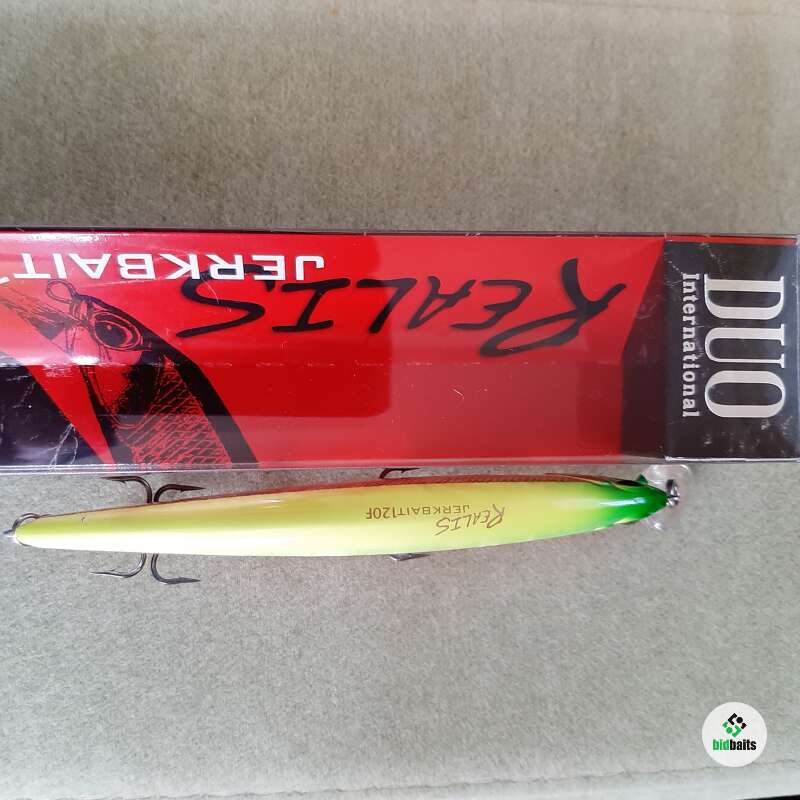 JERKBAIT
REALIS
DUO
International
REALIS
JERKBAIT120F
bidbaits